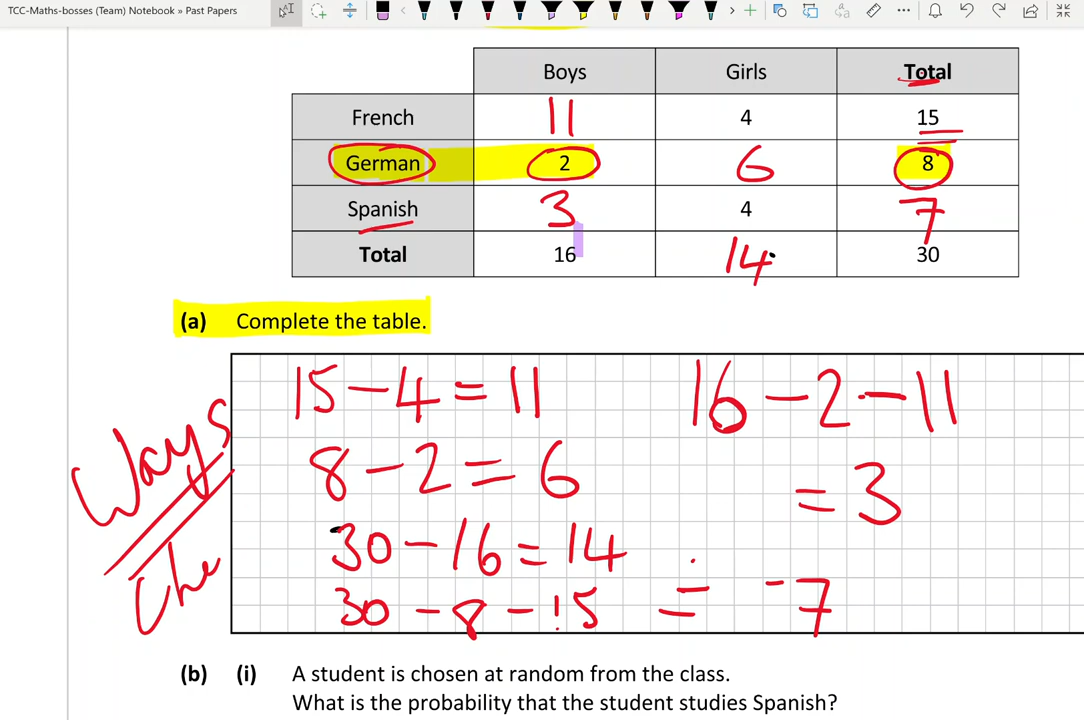 TCC-Maths-bosses (Team) Notebook » Past Papers
Boys Girls Total
French 11 4 15
German 2 6 8
Spanish 3 4 7
Total 16 14 30
(a) Complete the table.
15 - 4 = 11
16 - 2 - 11
= 3
8 - 2 = 6
30 - 16 = 14
30 - 8 - 15 = 7
Ways
Che
(b) (i) A student is chosen at random from the class.
What is the probability that the student studies Spanish?